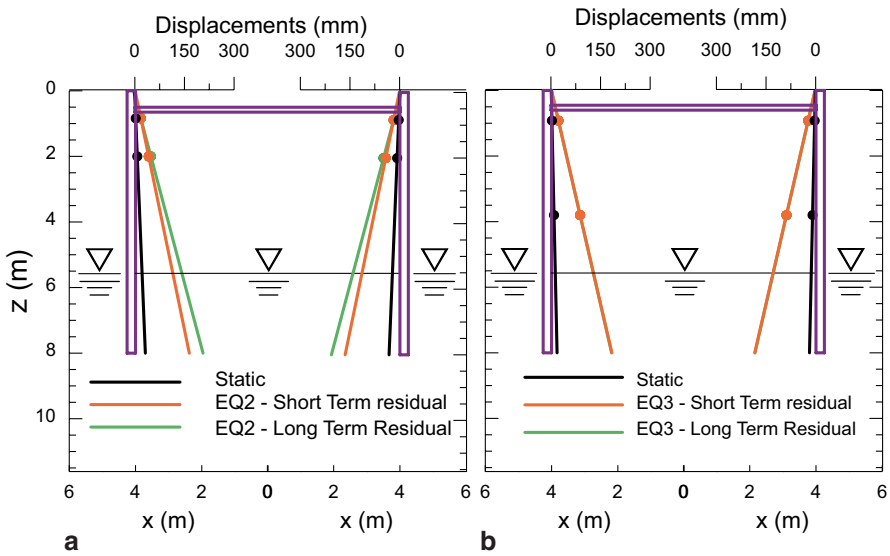 Displacements (mm)
0 150 300 300 150 0
0
2
4
6
8
10
z (m)
Static
EQ2 - Short Term residual
EQ2 - Long Term Residual
6 4 2 0 2 4 6
x (m) x (m)
a
Displacements (mm)
0 150 300 300 150 0
Static
EQ3 - Short Term residual
EQ3 - Long Term Residual
6 4 2 0 2 4 6
x (m) x (m)
b